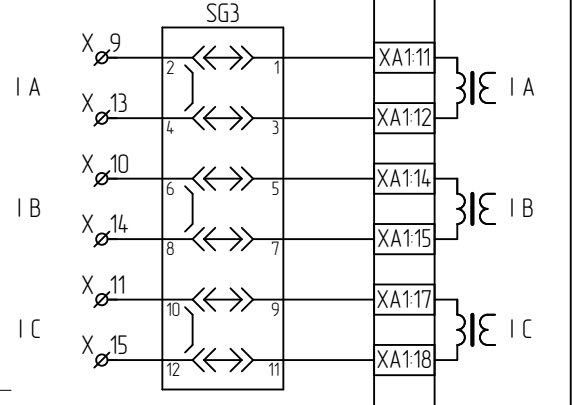 SG3
X 9
2
1
XA1:11
I A
I A
X 13
4
3
XA1:12
X 10
6
5
XA1:14
I B
I B
X 14
8
7
XA1:15
X 11
10
9
XA1:17
I C
I C
X 15
12
11
XA1:18